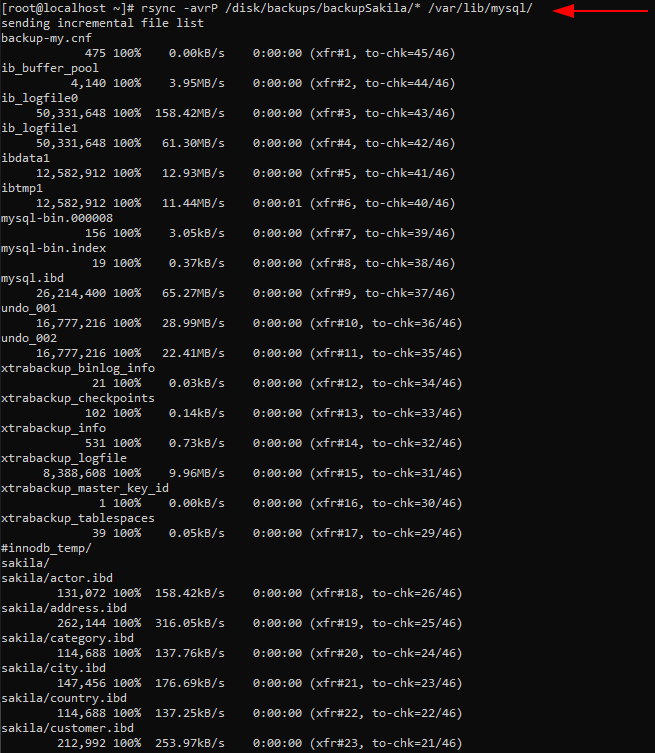 [root@localhost ~]# rsync -avrP /disk/backups/backupSakila/* /var/lib/mysql/
sending incremental file list
backup-my.cnf
475 100% 0.00kB/s 0:00:00 (xfr#1, to-chk=45/46)
ib_buffer_pool
4,140 100% 3.95MB/s 0:00:00 (xfr#2, to-chk=44/46)
ib_logfile0
50,331,648 100% 158.42MB/s 0:00:00 (xfr#3, to-chk=43/46)
ib_logfile1
50,331,648 100% 61.30MB/s 0:00:00 (xfr#4, to-chk=42/46)
ibdata1
12,582,912 100% 12.93MB/s 0:00:00 (xfr#5, to-chk=41/46)
ibtmp1
12,582,912 100% 11.44MB/s 0:00:01 (xfr#6, to-chk=40/46)
mysql-bin.000008
156 100% 3.05kB/s 0:00:00 (xfr#7, to-chk=39/46)
mysql-bin.index
19 100% 0.37kB/s 0:00:00 (xfr#8, to-chk=38/46)
mysql.ibd
26,214,400 100% 65.27MB/s 0:00:00 (xfr#9, to-chk=37/46)
undo_001
16,777,216 100% 28.99MB/s 0:00:00 (xfr#10, to-chk=36/46)
undo_002
16,777,216 100% 22.41MB/s 0:00:00 (xfr#11, to-chk=35/46)
xtrabackup_binlog_info
21 100% 0.03kB/s 0:00:00 (xfr#12, to-chk=34/46)
xtrabackup_checkpoints
102 100% 0.14kB/s 0:00:00 (xfr#13, to-chk=33/46)
xtrabackup_info
531 100% 0.73kB/s 0:00:00 (xfr#14, to-chk=32/46)
xtrabackup_logfile
8,388,608 100% 9.96MB/s 0:00:00 (xfr#15, to-chk=31/46)
xtrabackup_master_key_id
1 100% 0.00kB/s 0:00:00 (xfr#16, to-chk=30/46)
xtrabackup_tablespaces
39 100% 0.05kB/s 0:00:00 (xfr#17, to-chk=29/46)
#innodb_temp/
sakila/
sakila/actor.ibd
131,072 100% 158.42kB/s 0:00:00 (xfr#18, to-chk=26/46)
sakila/address.ibd
262,144 100% 316.05kB/s 0:00:00 (xfr#19, to-chk=25/46)
sakila/category.ibd
114,688 100% 137.76kB/s 0:00:00 (xfr#20, to-chk=24/46)
sakila/city.ibd
147,456 100% 176.69kB/s 0:00:00 (xfr#21, to-chk=23/46)
sakila/country.ibd
114,688 100% 137.25kB/s 0:00:00 (xfr#22, to-chk=22/46)
sakila/customer.ibd
212,992 100% 253.97kB/s 0:00:00 (xfr#23, to-chk=21/46)